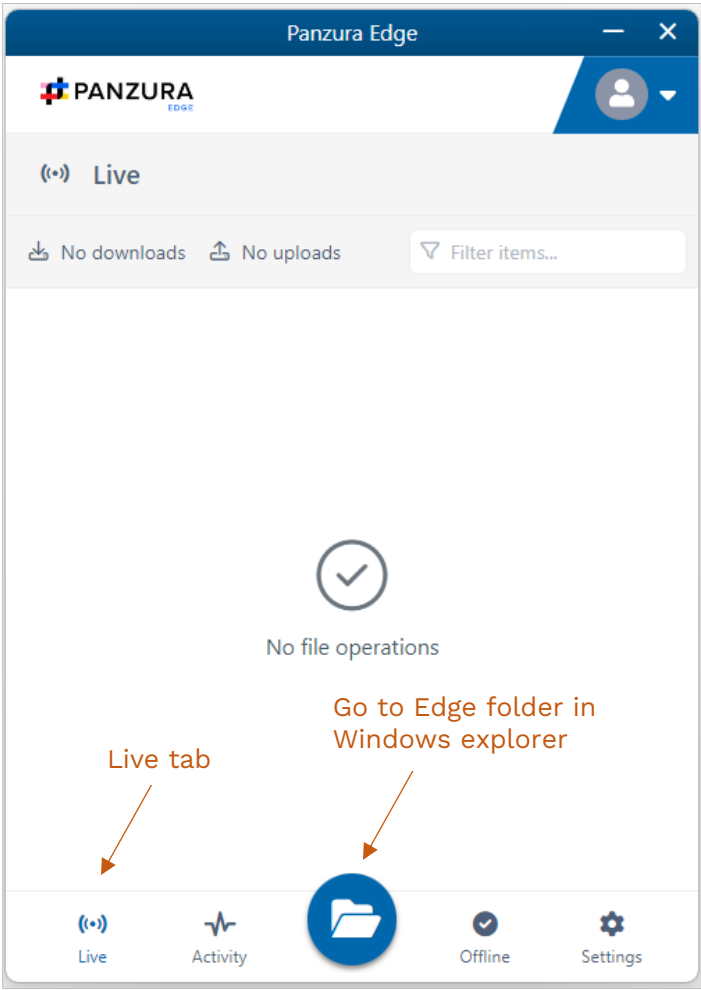 Panzura Edge
PANZURA
EDGE
Live
No downloads No uploads Filter items...
No file operations
Go to Edge folder in
Windows explorer
Live tab
Live Activity Offline Settings